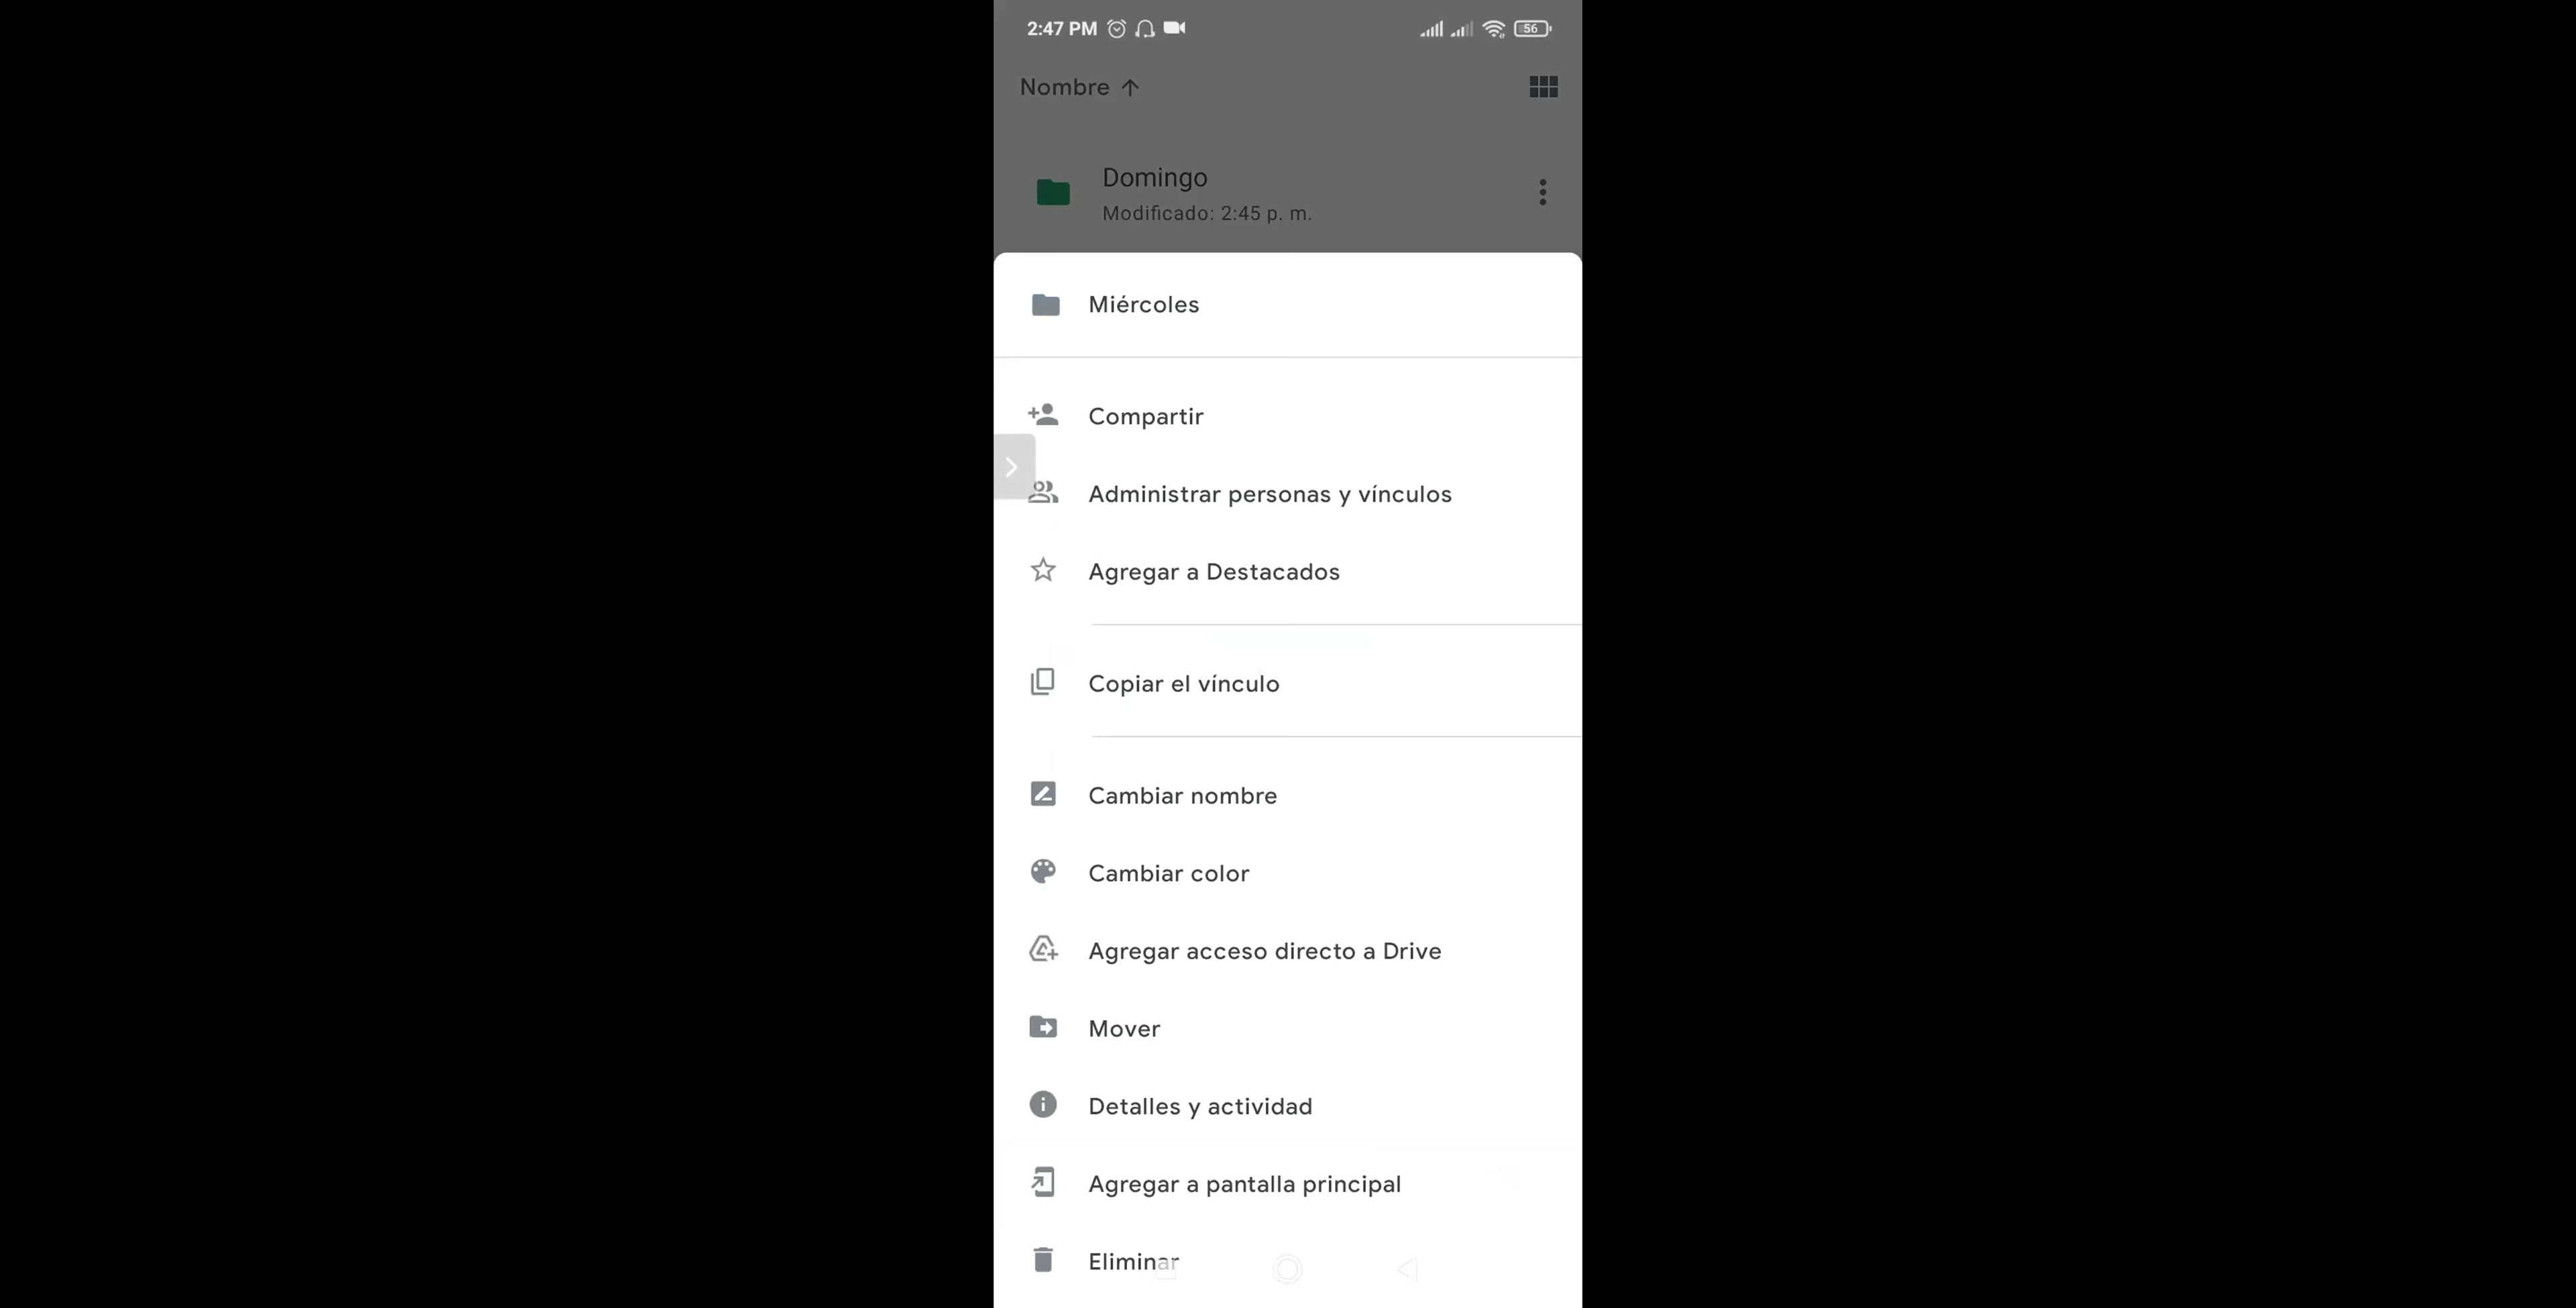 2:47 PM
56
Nombre
Domingo
Modificado: 2:45 p. m.
Miércoles
Compartir
Administrar personas y vínculos
Agregar a Destacados
Copiar el vínculo
Cambiar nombre
Cambiar color
Agregar acceso directo a Drive
Mover
Detalles y actividad
Agregar a pantalla principal
Eliminar